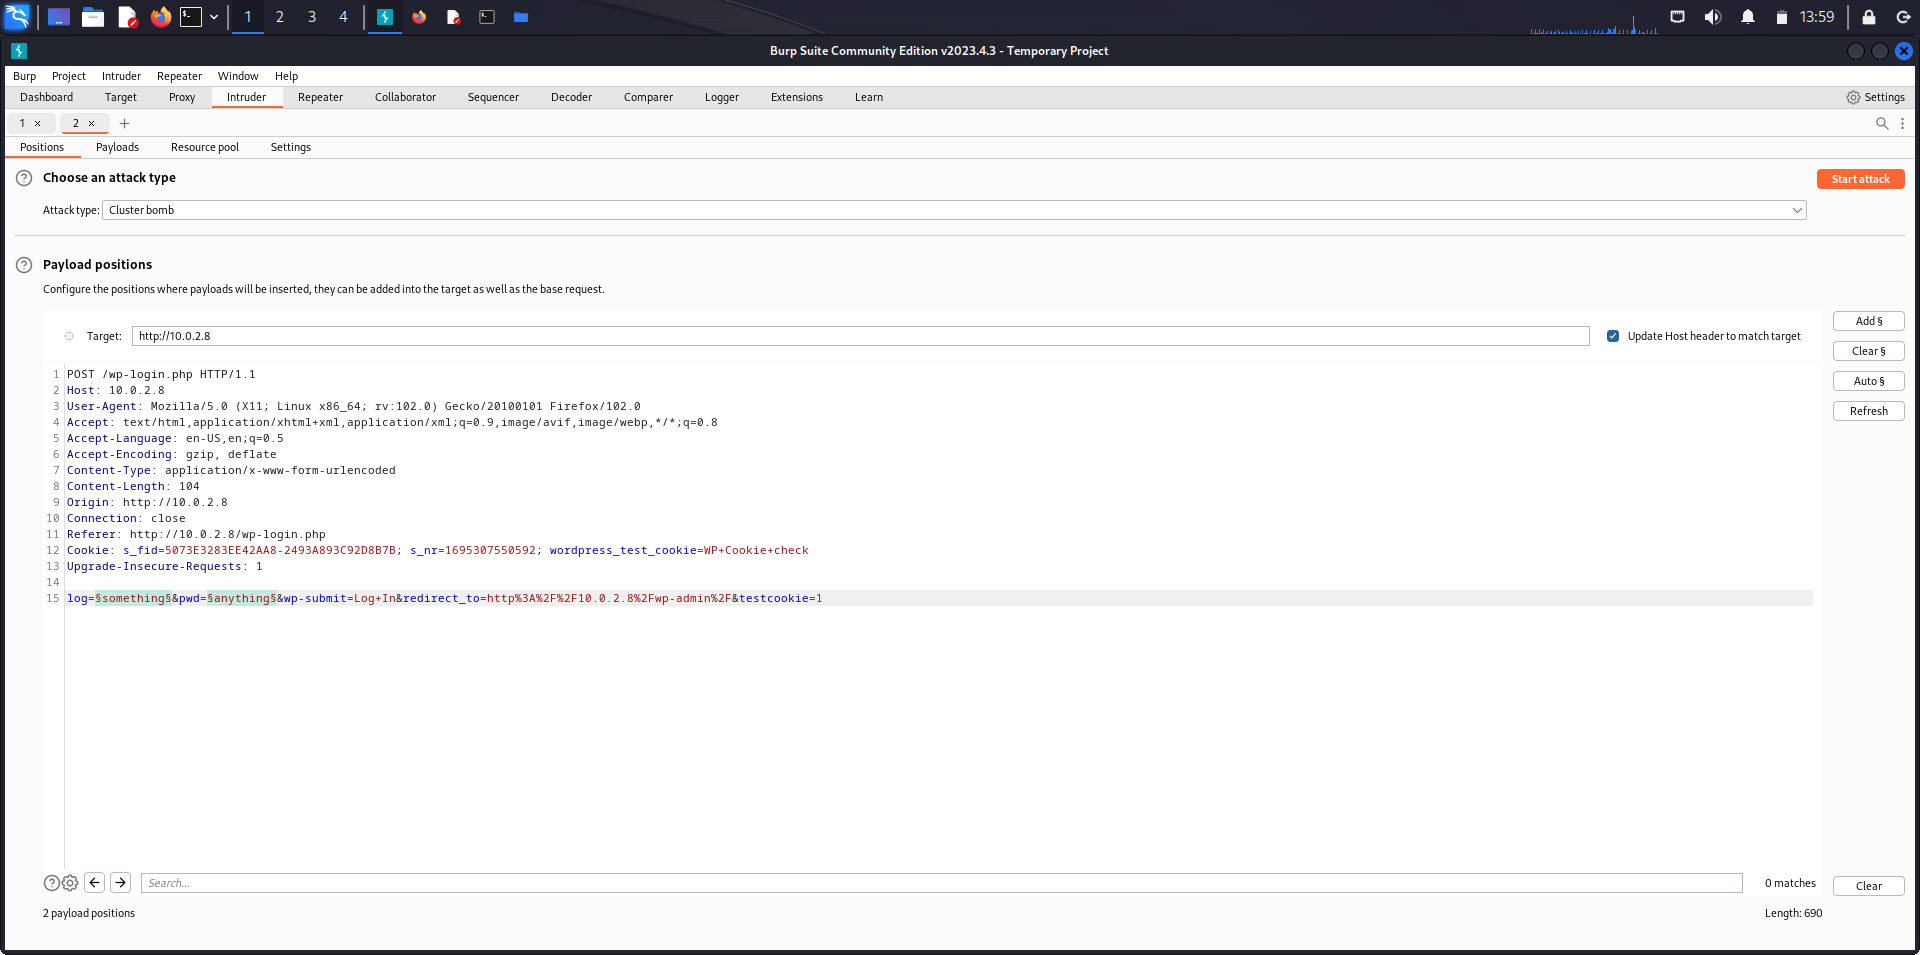 1 2 3 4 13:59
Burp Suite Community Edition v2023.4.3 - Temporary Project
Burp Project Intruder Repeater Window Help
Dashboard Target Proxy Intruder Repeater Collaborator Sequencer Decoder Comparer Logger Extensions Learn Settings
1 × 2 × +
Positions Payloads Resource pool Settings
? Choose an attack type Start attack
Attack type: Cluster bomb
? Payload positions
Configure the positions where payloads will be inserted, they can be added into the target as well as the base request.
Target: http://10.0.2.8 Update Host header to match target
Add §
Clear §
Auto §
Refresh
1 POST /wp-login.php HTTP/1.1
2 Host: 10.0.2.8
3 User-Agent: Mozilla/5.0 (X11; Linux x86_64; rv:102.0) Gecko/20100101 Firefox/102.0
4 Accept: text/html,application/xhtml+xml,application/xml;q=0.9,image/avif,image/webp,*/*;q=0.8
5 Accept-Language: en-US,en;q=0.5
6 Accept-Encoding: gzip, deflate
7 Content-Type: application/x-www-form-urlencoded
8 Content-Length: 104
9 Origin: http://10.0.2.8
10 Connection: close
11 Referer: http://10.0.2.8/wp-login.php
12 Cookie: s_fid=5073E3283EE42AA8-2493A893C92D8B7B; s_nr=1695307550592; wordpress_test_cookie=WP+Cookie+check
13 Upgrade-Insecure-Requests: 1
14
15 log=§something§&pwd=§anything§&wp-submit=Log+In&redirect_to=http%3A%2F%2F10.0.2.8%2Fwp-admin%2F&testcookie=1
? Search... 0 matches Clear
2 payload positions Length: 690